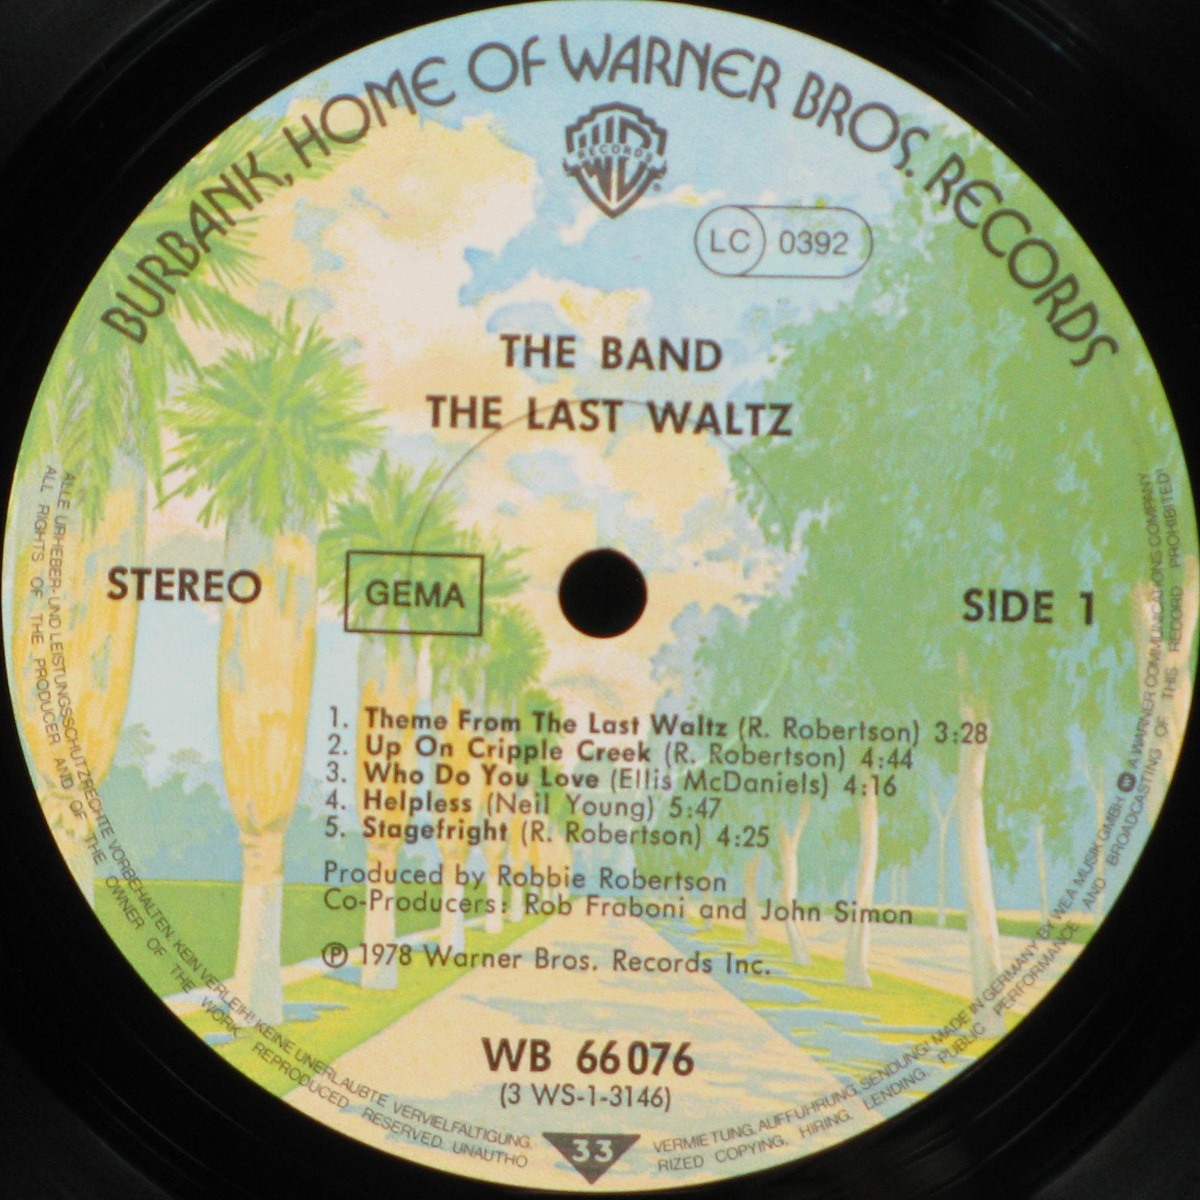 BURBANK, HOME OF WARNER BROS. RECORDS
RECORDS
LC 0392
THE BAND
THE LAST WALTZ
STEREO
GEMA
SIDE 1
1. Theme From The Last Waltz (R. Robertson) 3:28
2. Up On Cripple Creek (R. Robertson) 4:44
3. Who Do You Love (Ellis McDaniels) 4:16
4. Helpless (Neil Young) 5:47
5. Stagefright (R. Robertson) 4:25
Produced by Robbie Robertson
Co-Producers: Rob Fraboni and John Simon
℗ 1978 Warner Bros. Records Inc.
WB 66076
(3 WS-1-3146)
33
ALLE URHEBER- UND LEISTUNGSSCHUTZRECHTE VORBEHALTEN. KEIN VERLEIH! KEINE UNERLAUBTE VERVIELFÄLTIGUNG, VERMIETUNG, AUFFÜHRUNG, SENDUNG! MADE IN GERMANY BY WEA MUSIK GMBH. A WARNER COMMUNICATIONS COMPANY
ALL RIGHTS OF THE PRODUCER AND OF THE OWNER OF THE WORK REPRODUCED RESERVED. UNAUTHORIZED COPYING, HIRING, LENDING, PUBLIC PERFORMANCE AND BROADCASTING OF THIS RECORD PROHIBITED!